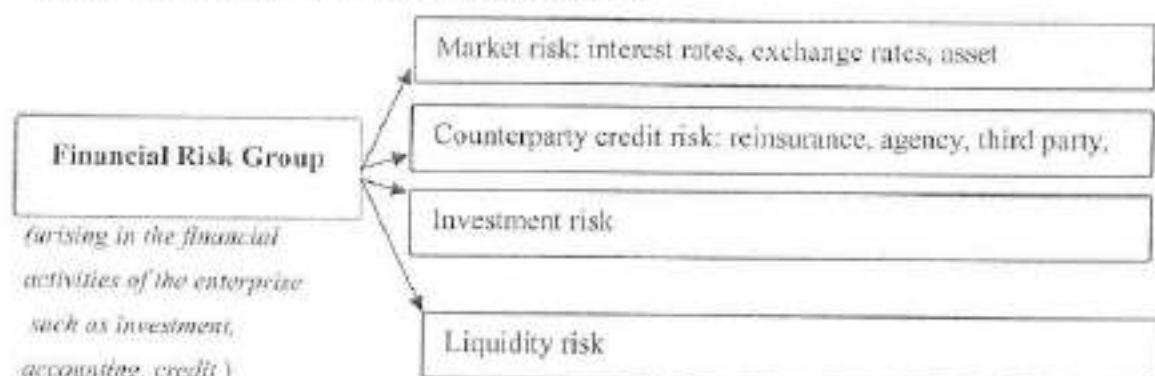 Market risk: interest rates, exchange rates, asset
Counterparty credit risk: reinsurance, agency, third party,
Financial Risk Group
Investment risk
(arising in the financial
activities of the enterprise
such as investment,
accounting, credit )
Liquidity risk